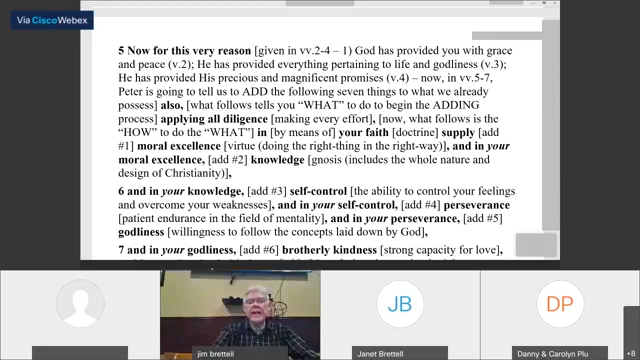 Via CiscoWebex
5 Now for this very reason [given in vv.2-4 – 1) God has provided you with grace
and peace (v.2); He has provided everything pertaining to life and godliness (v.3);
He has provided His precious and magnificent promises (v.4) – now, in vv.5-7,
Peter is going to tell us to ADD the following seven things to what we already
possess] also, [what follows tells you “WHAT” to do to begin the ADDING
process] applying all diligence [making every effort], [now, what follows is the
“HOW” to do the “WHAT”] in [by means of] your faith [doctrine] supply [add
#1] moral excellence [virtue (doing the right-thing in the right-way)], and in your
moral excellence, [add #2] knowledge [gnosis (includes the whole nature and
design of Christianity)],
6 and in your knowledge, [add #3] self-control [the ability to control your feelings
and overcome your weaknesses], and in your self-control, [add #4] perseverance
[patient endurance in the field of mentality], and in your perseverance, [add #5]
godliness [willingness to follow the concepts laid down by God],
7 and in your godliness, [add #6] brotherly kindness [strong capacity for love],
JB
DP
jim brettell
Janet Brettell
Danny & Carolyn Plu
+8